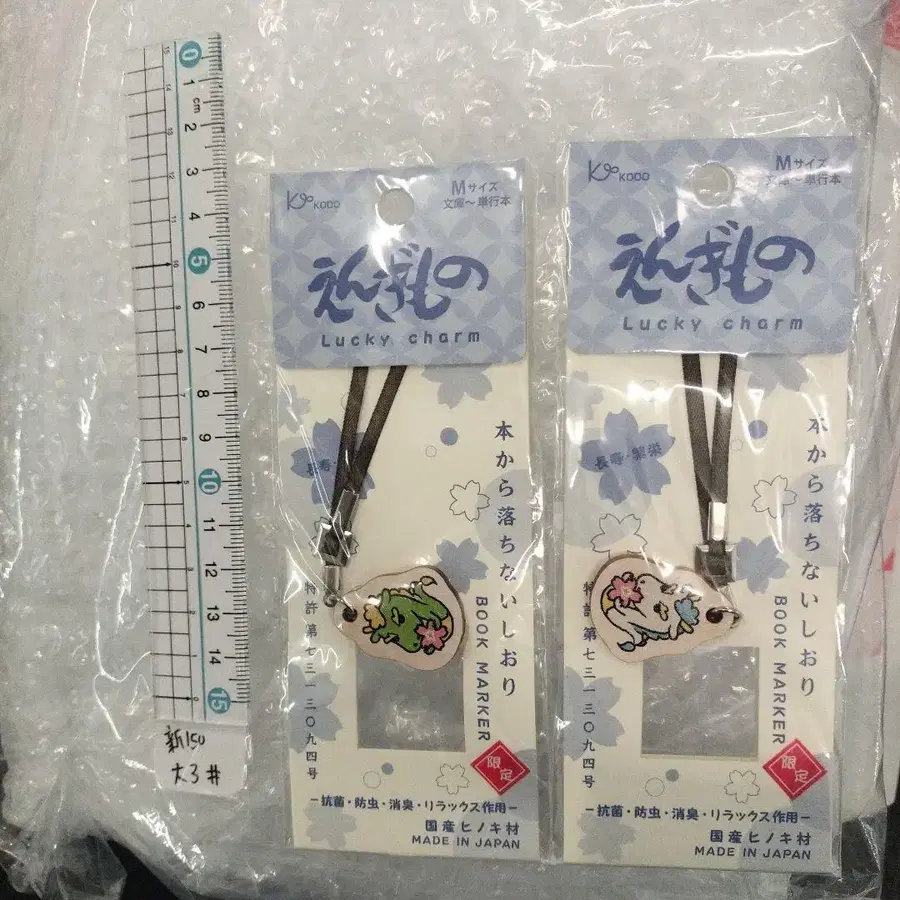 0
1
cm
2
3
4
5
6
7
8
9
10
11
12
13
14
15
新150
大3#
KODO
Mサイズ
文庫〜単行本
えんぎもの
Lucky charm
長寿・
本から落ちないしおり
BOOK MARKER
特許第七三一三〇九四号
限定
−抗菌・防虫・消臭・リラックス作用−
国産ヒノキ材
MADE IN JAPAN
KODO
Mサイズ
文庫〜単行本
えんぎもの
Lucky charm
長寿・繁栄
本から落ちないしおり
BOOK MARKER
特許第七三一三〇九四号
限定
−抗菌・防虫・消臭・リラックス作用−
国産ヒノキ材
MADE IN JAPAN